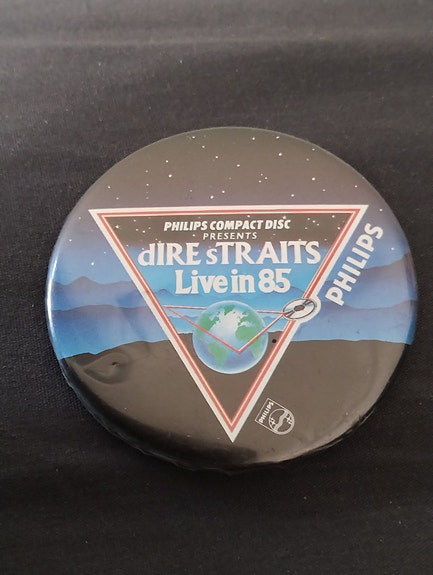 PHILIPS COMPACT DISC
PRESENTS
dIRE sTRAITS
Live in 85
PHILIPS
PHILIPS